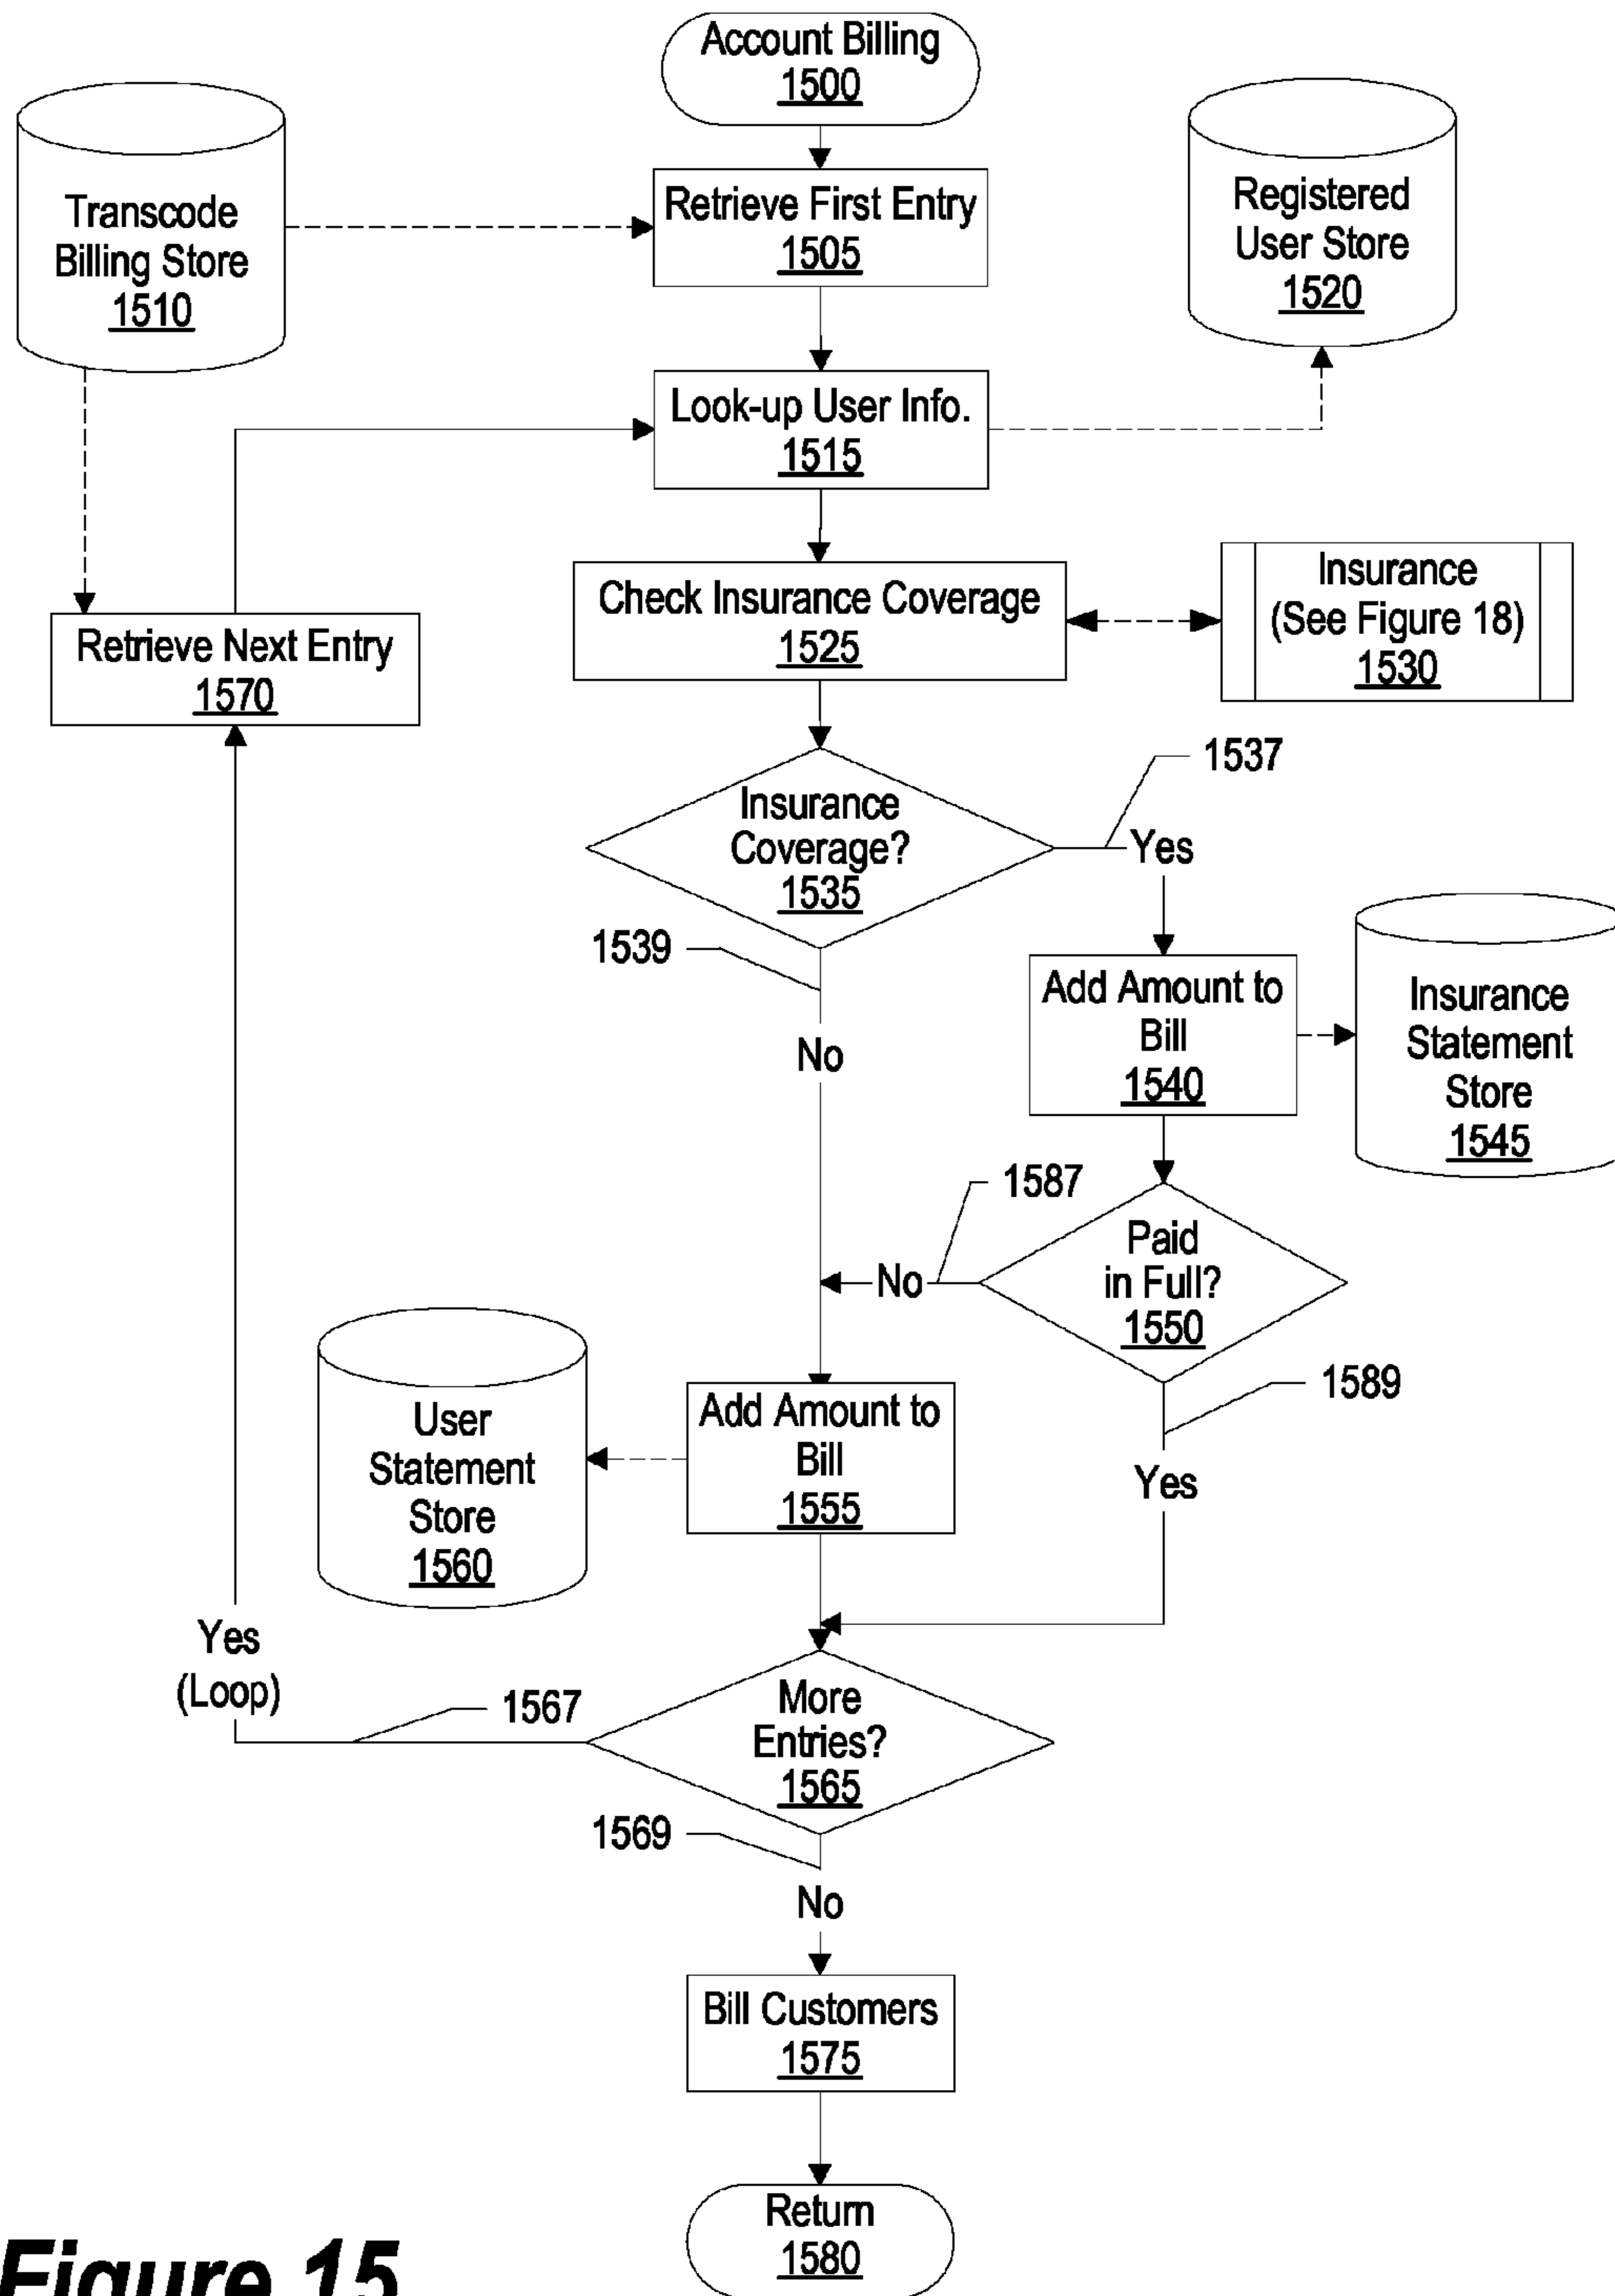 Account Billing
1500
Transcode
Billing Store
1510
Retrieve First Entry
1505
Registered
User Store
1520
Look-up User Info.
1515
Check Insurance Coverage
1525
Insurance
(See Figure 18)
1530
Retrieve Next Entry
1570
1537
Insurance
Coverage?
1535
Yes
1539
No
Add Amount to
Bill
1540
Insurance
Statement
Store
1545
1587
Paid
in Full?
1550
No
1589
Yes
User
Statement
Store
1560
Add Amount to
Bill
1555
Yes
(Loop)
1567
More
Entries?
1565
1569
No
Bill Customers
1575
Return
1580
Figure 15